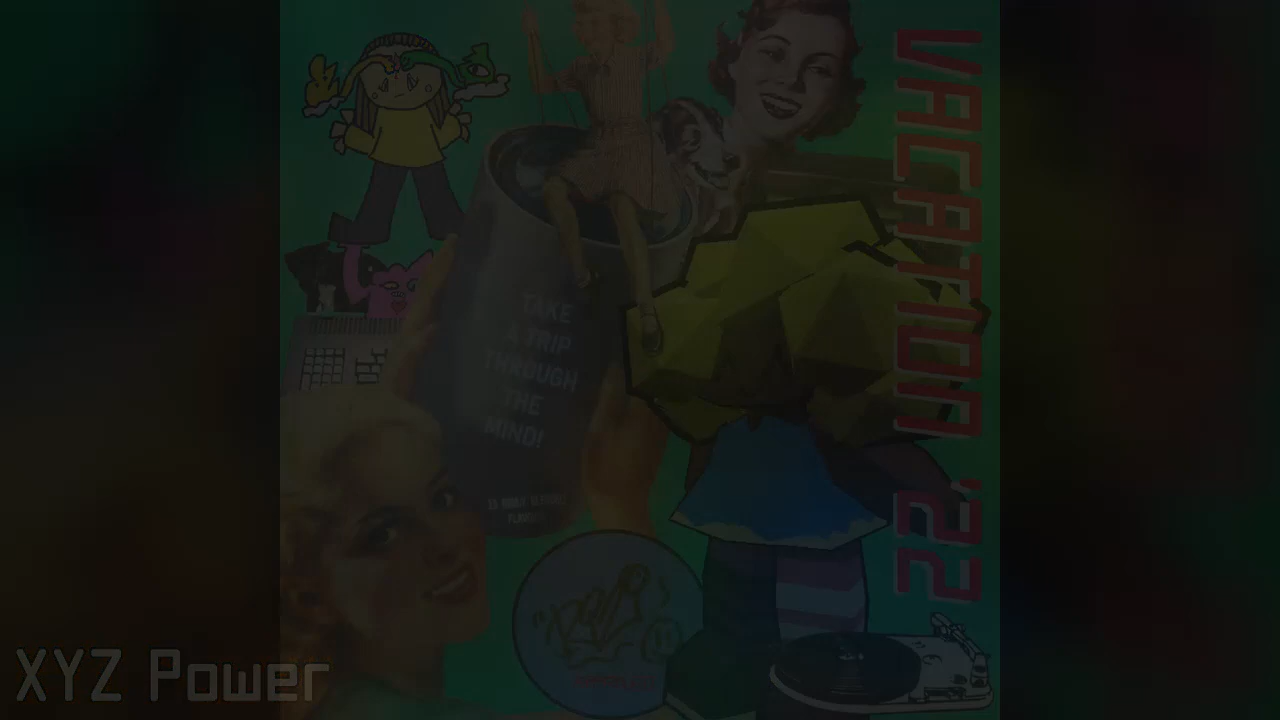 VACATION '22
TAKE
A TRIP
THROUGH
THE
MIND!
XYZ Power